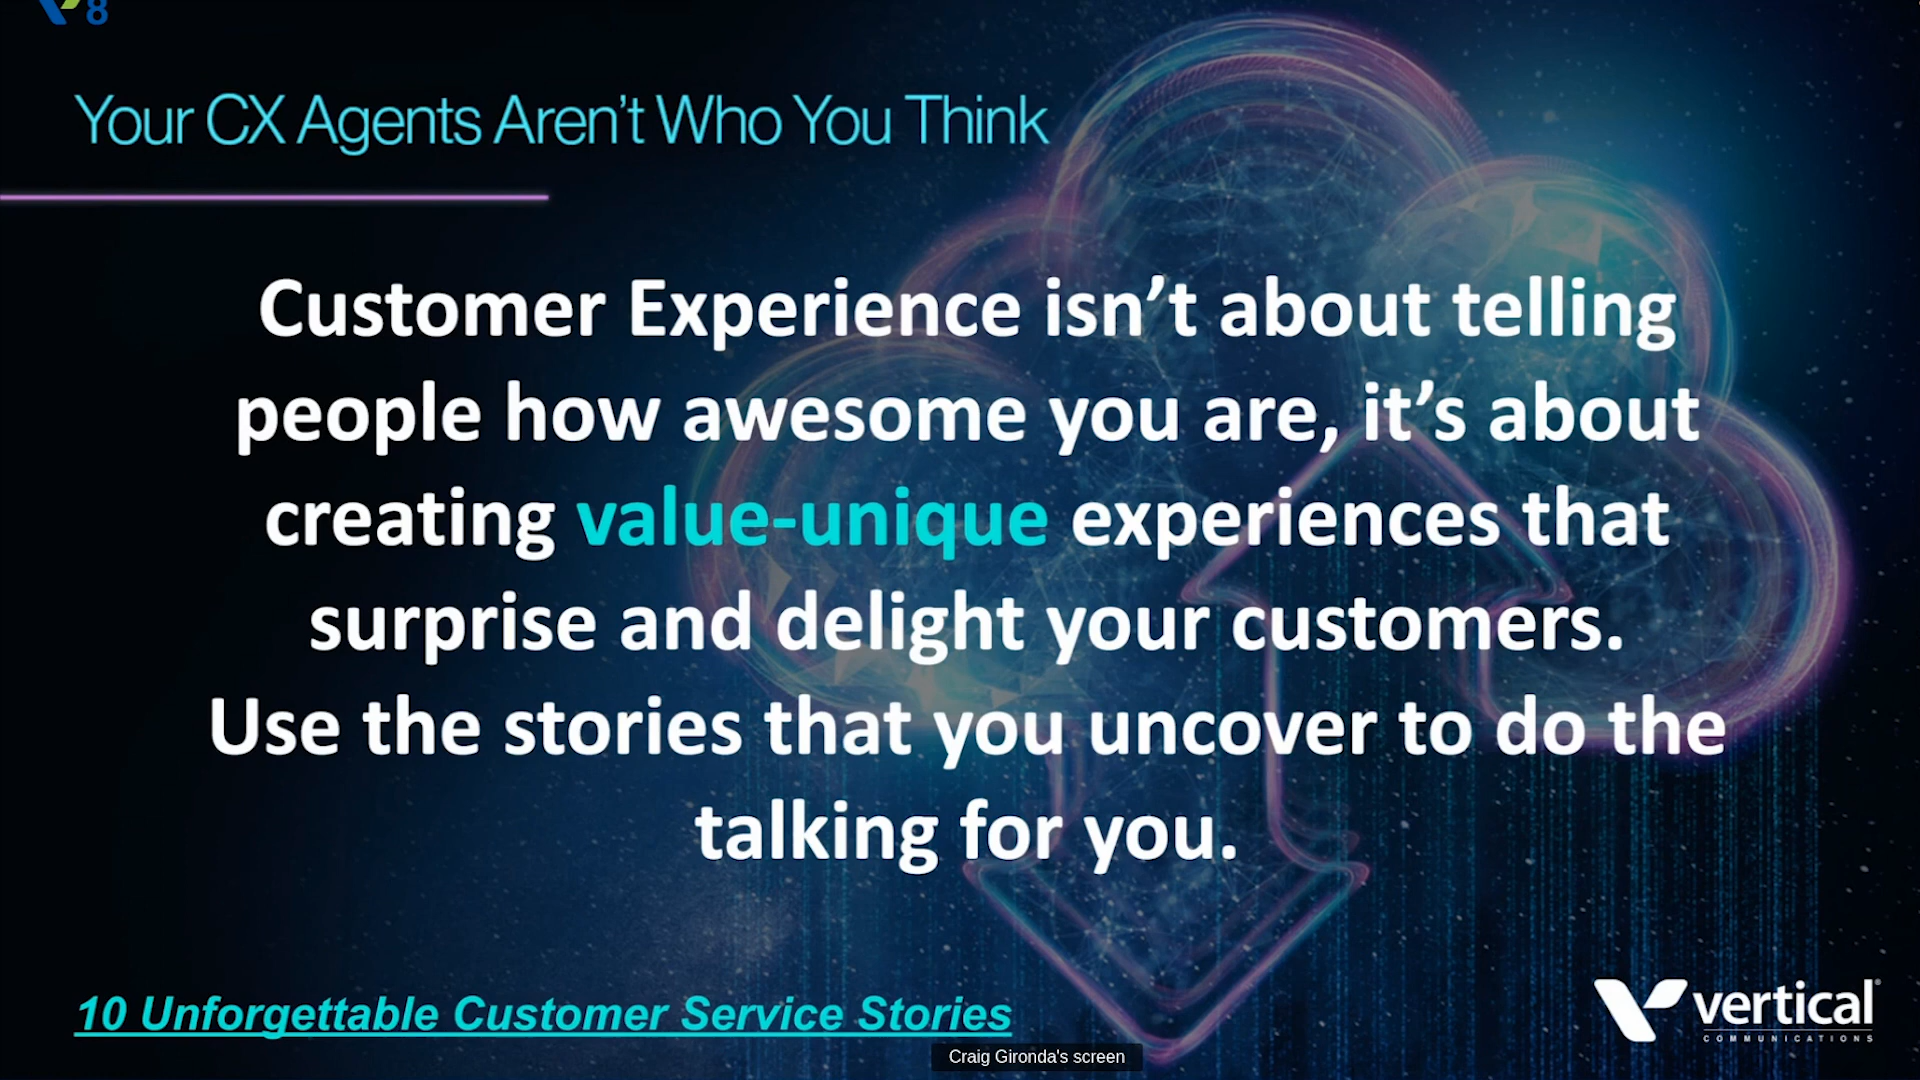 8
Your CX Agents Aren’t Who You Think
Customer Experience isn’t about telling
people how awesome you are, it’s about
creating value-unique experiences that
surprise and delight your customers.
Use the stories that you uncover to do the
talking for you.
10 Unforgettable Customer Service Stories
vertical®
COMMUNICATIONS
Craig Gironda's screen